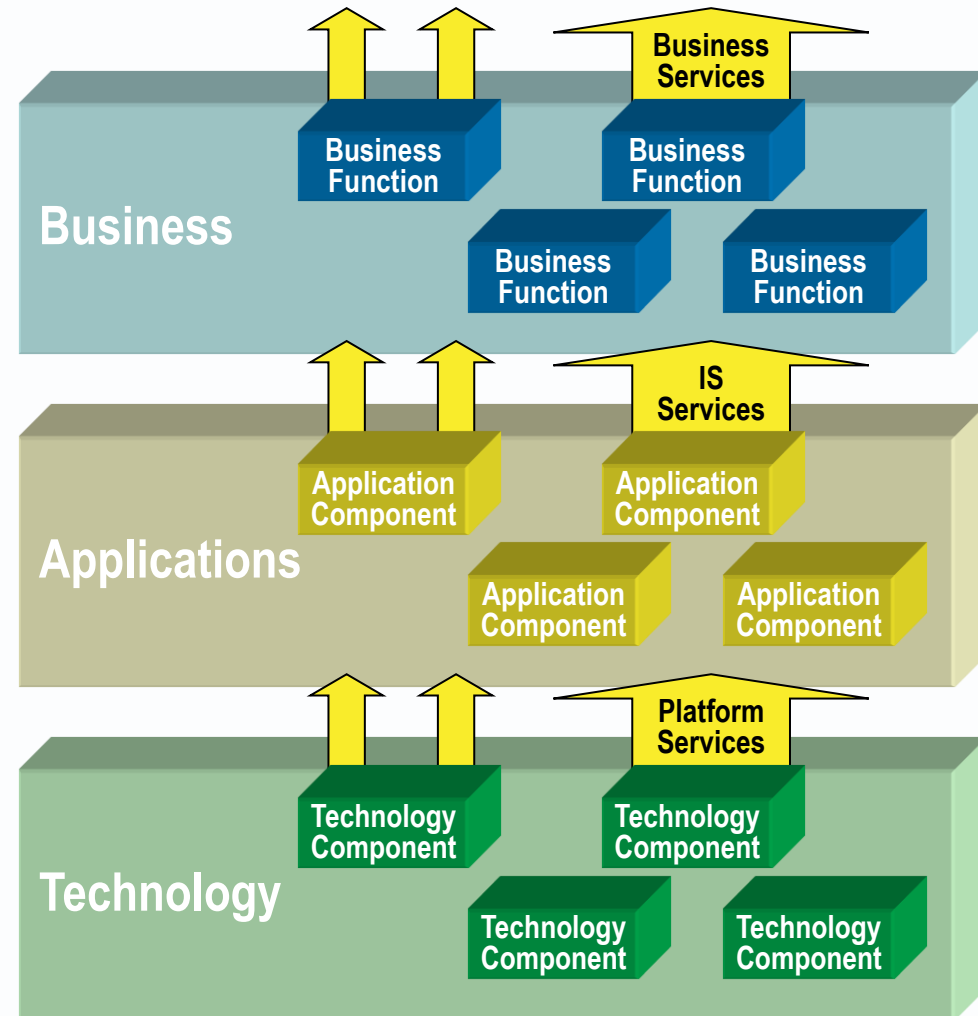 Business
Services
Business
Function
Business
Function
Business
Business
Function
Business
Function
IS
Services
Application
Component
Application
Component
Applications
Application
Component
Application
Component
Platform
Services
Technology
Component
Technology
Component
Technology
Technology
Component
Technology
Component